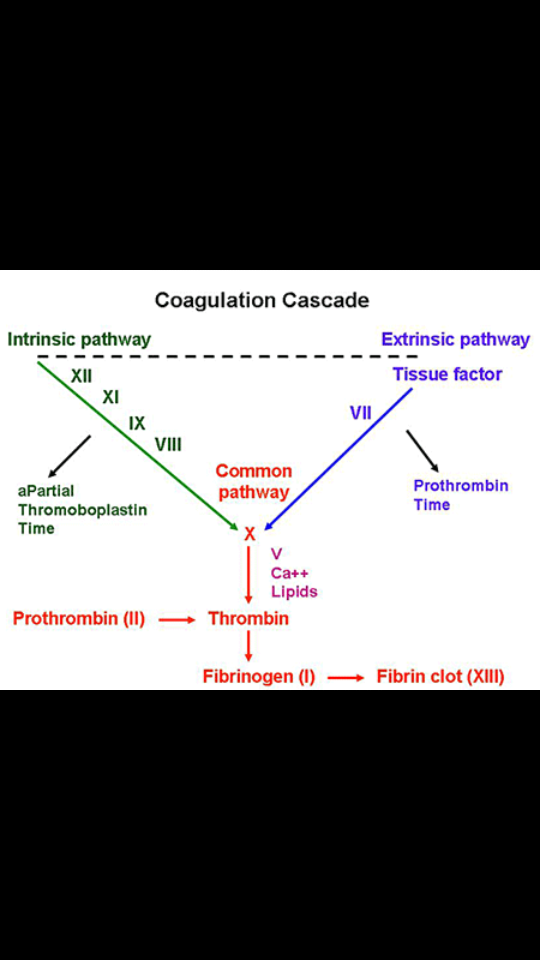 Coagulation Cascade
Intrinsic pathway
Extrinsic pathway
XII
Tissue factor
XI
VII
IX
VIII
Common
pathway
aPartial
Thromoboplastin
Time
Prothrombin
Time
X
V
Ca++
Lipids
Prothrombin (II)
Thrombin
Fibrinogen (I)
Fibrin clot (XIII)